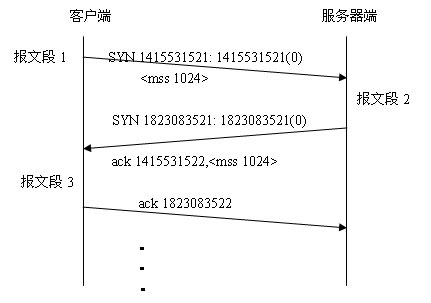 客户端 服务器端
报文段 1
SYN 1415531521: 1415531521(0)
<mss 1024>
报文段 2
SYN 1823083521: 1823083521(0)
ack 1415531522,<mss 1024>
报文段 3
ack 1823083522